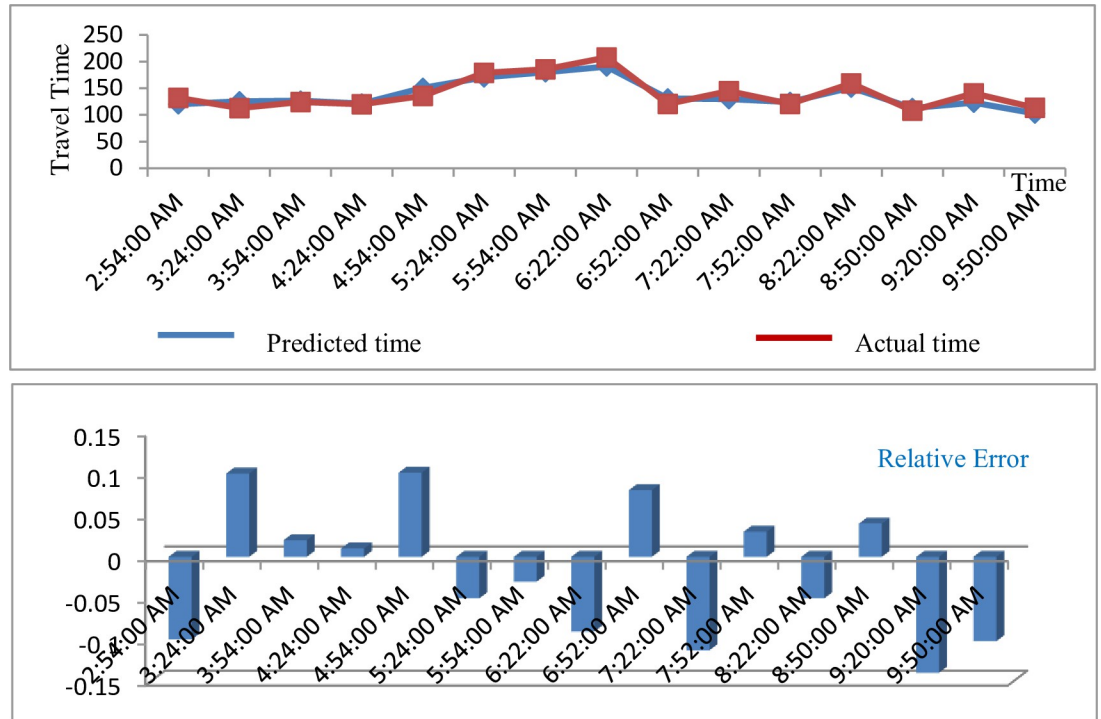 250
200
150
100
50
0
Travel Time
Time
2:54:00 AM
3:24:00 AM
3:54:00 AM
4:24:00 AM
4:54:00 AM
5:24:00 AM
5:54:00 AM
6:22:00 AM
6:52:00 AM
7:22:00 AM
7:52:00 AM
8:22:00 AM
8:50:00 AM
9:20:00 AM
9:50:00 AM
Predicted time
Actual time
Relative Error
0.15
0.1
0.05
0
-0.05
-0.1
-0.15
2:54:00 AM
3:24:00 AM
3:54:00 AM
4:24:00 AM
4:54:00 AM
5:24:00 AM
5:54:00 AM
6:22:00 AM
6:52:00 AM
7:22:00 AM
7:52:00 AM
8:22:00 AM
8:50:00 AM
9:20:00 AM
9:50:00 AM